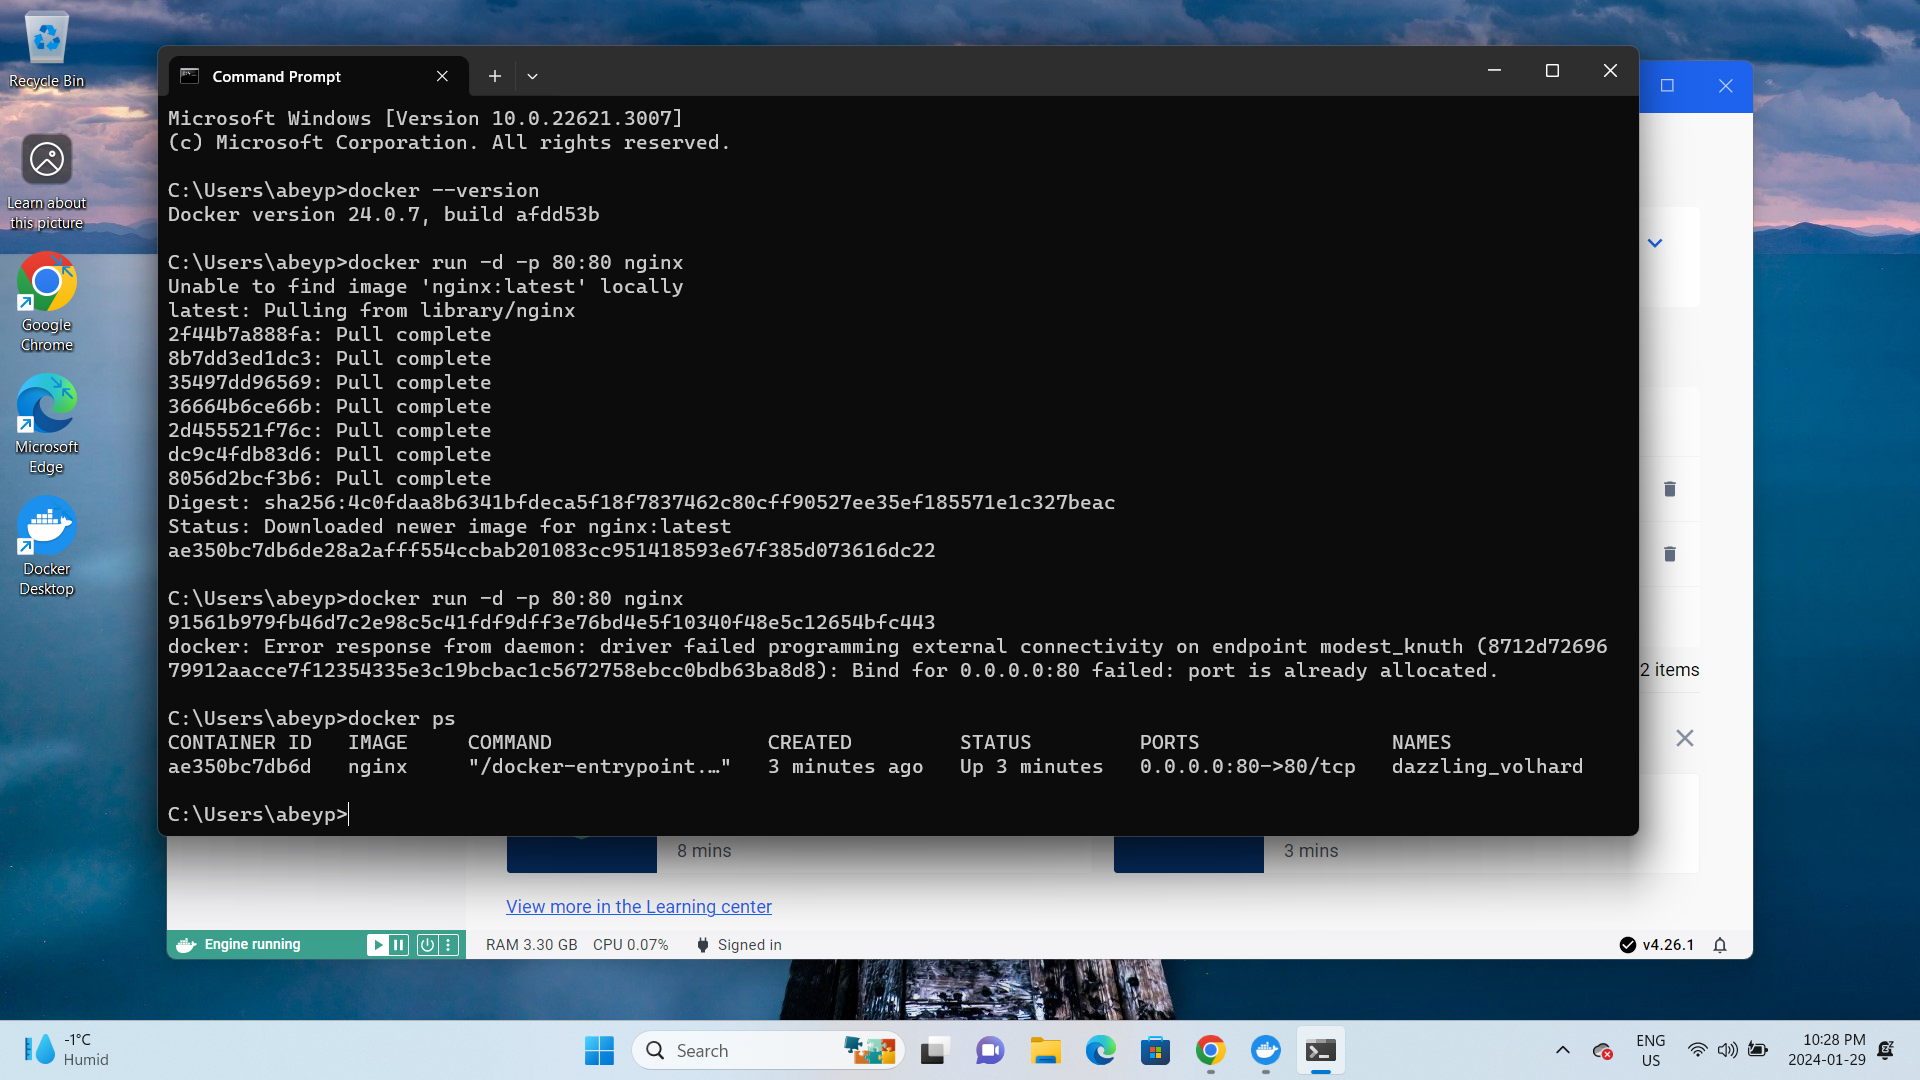 Recycle Bin
Learn about
this picture
Google
Chrome
Microsoft
Edge
Docker
Desktop
Command Prompt
Microsoft Windows [Version 10.0.22621.3007]
(c) Microsoft Corporation. All rights reserved.
C:\Users\abeyp>docker --version
Docker version 24.0.7, build afdd53b
C:\Users\abeyp>docker run -d -p 80:80 nginx
Unable to find image 'nginx:latest' locally
latest: Pulling from library/nginx
2f44b7a888fa: Pull complete
8b7dd3ed1dc3: Pull complete
35497dd96569: Pull complete
36664b6ce66b: Pull complete
2d455521f76c: Pull complete
dc9c4fdb83d6: Pull complete
8056d2bcf3b6: Pull complete
Digest: sha256:4c0fdaa8b6341bfdeca5f18f7837462c80cff90527ee35ef185571e1c327beac
Status: Downloaded newer image for nginx:latest
ae350bc7db6de28a2afff554ccbab201083cc951418593e67f385d073616dc22
C:\Users\abeyp>docker run -d -p 80:80 nginx
91561b979fb46d7c2e98c5c41fdf9dff3e76bd4e5f10340f48e5c12654bfc443
docker: Error response from daemon: driver failed programming external connectivity on endpoint modest_knuth (8712d72696
79912aacce7f12354335e3c19bcbac1c5672758ebcc0bdb63ba8d8): Bind for 0.0.0.0:80 failed: port is already allocated.
C:\Users\abeyp>docker ps
CONTAINER ID IMAGE COMMAND CREATED STATUS PORTS NAMES
ae350bc7db6d nginx "/docker-entrypoint.…" 3 minutes ago Up 3 minutes 0.0.0.0:80->80/tcp dazzling_volhard
C:\Users\abeyp>
2 items
8 mins
3 mins
View more in the Learning center
Engine running
RAM 3.30 GB CPU 0.07% Signed in
v4.26.1
-1°C
Humid
Search
ENG
US
10:28 PM
2024-01-29